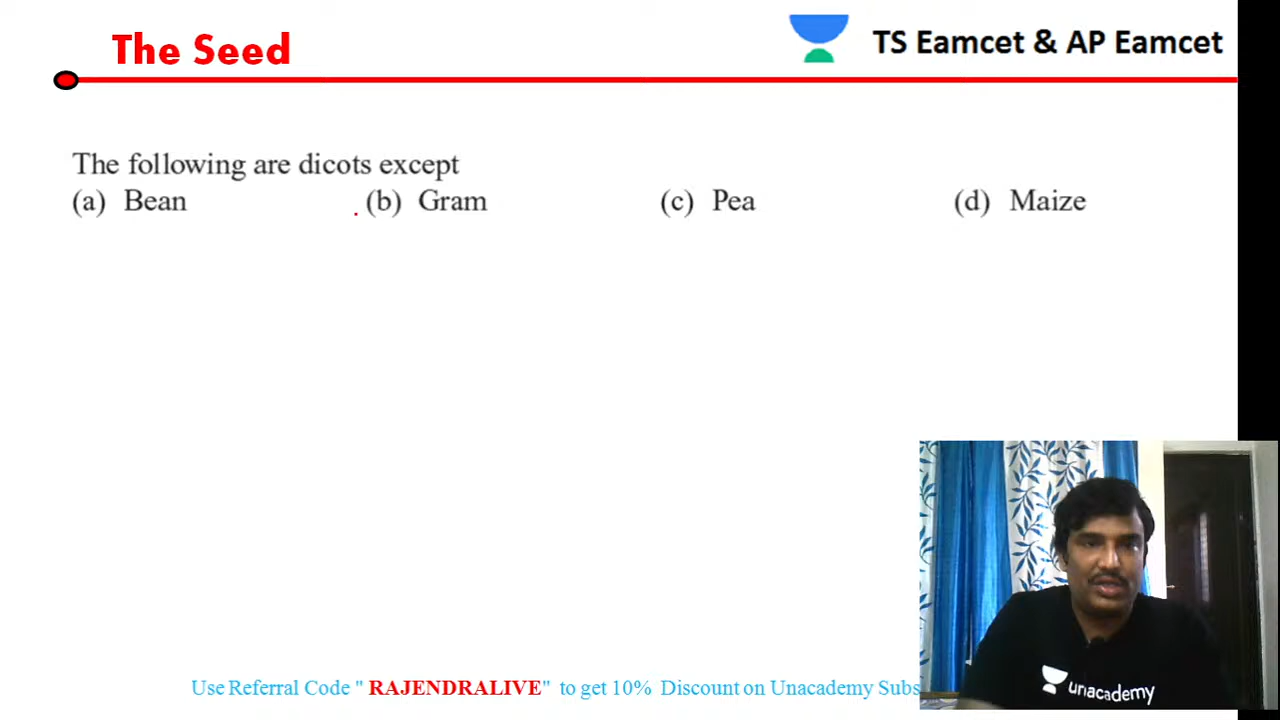 The Seed
TS Eamcet & AP Eamcet
The following are dicots except
(a) Bean (b) Gram (c) Pea (d) Maize
unacademy
Use Referral Code " RAJENDRALIVE" to get 10% Discount on Unacademy Subs